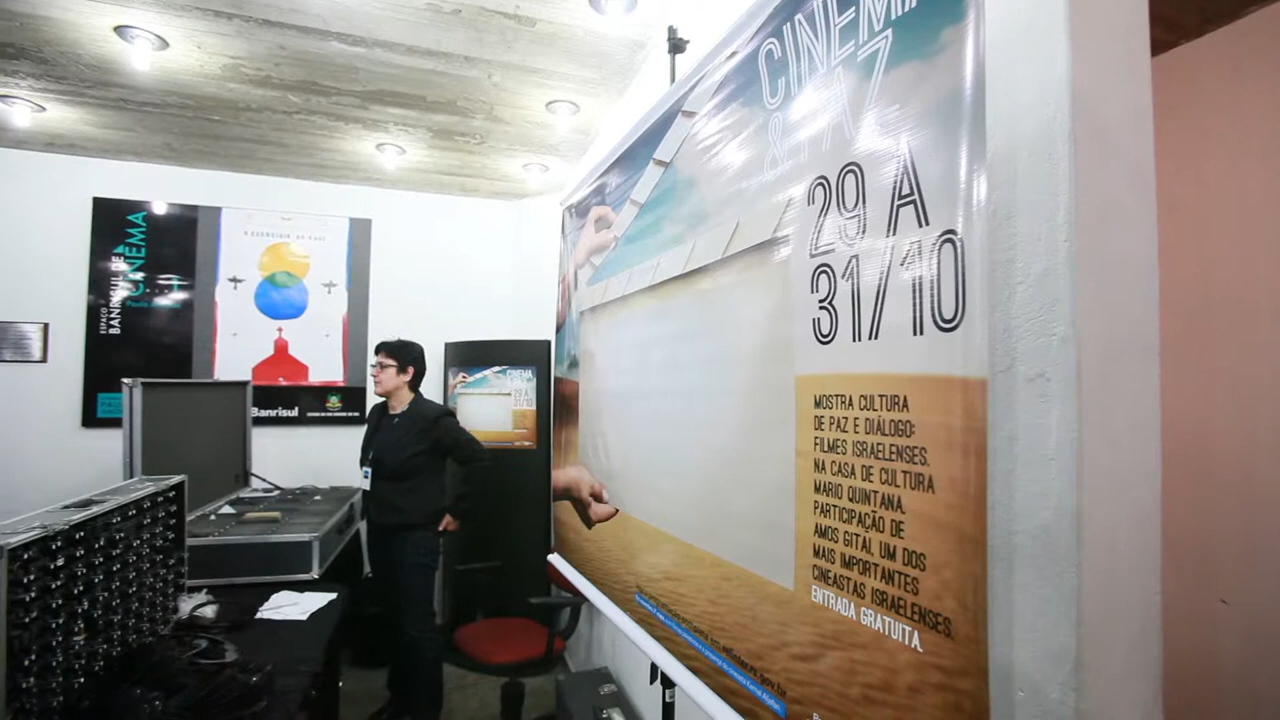 ESPAÇO
BANRISUL DE
CINEMA
Banrisul
CINEMA
29 A
31/10
CINEMA
& PAZ
29 A
31/10
MOSTRA CULTURA
DE PAZ E DIÁLOGO:
FILMES ISRAELENSES.
NA CASA DE CULTURA
MARIO QUINTANA.
PARTICIPAÇÃO DE
AMOS GITAI, UM DOS
MAIS IMPORTANTES
CINEASTAS ISRAELENSES.
ENTRADA GRATUITA.